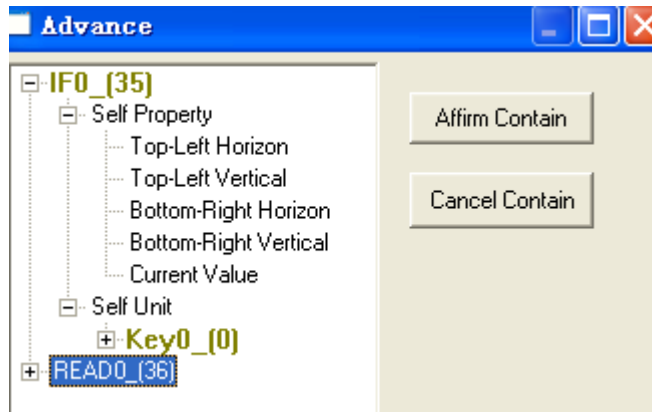 Advance
IF0_(35)
Self Property
Top-Left Horizon
Top-Left Vertical
Bottom-Right Horizon
Bottom-Right Vertical
Current Value
Self Unit
Key0_(0)
READ0_(36)
Affirm Contain
Cancel Contain